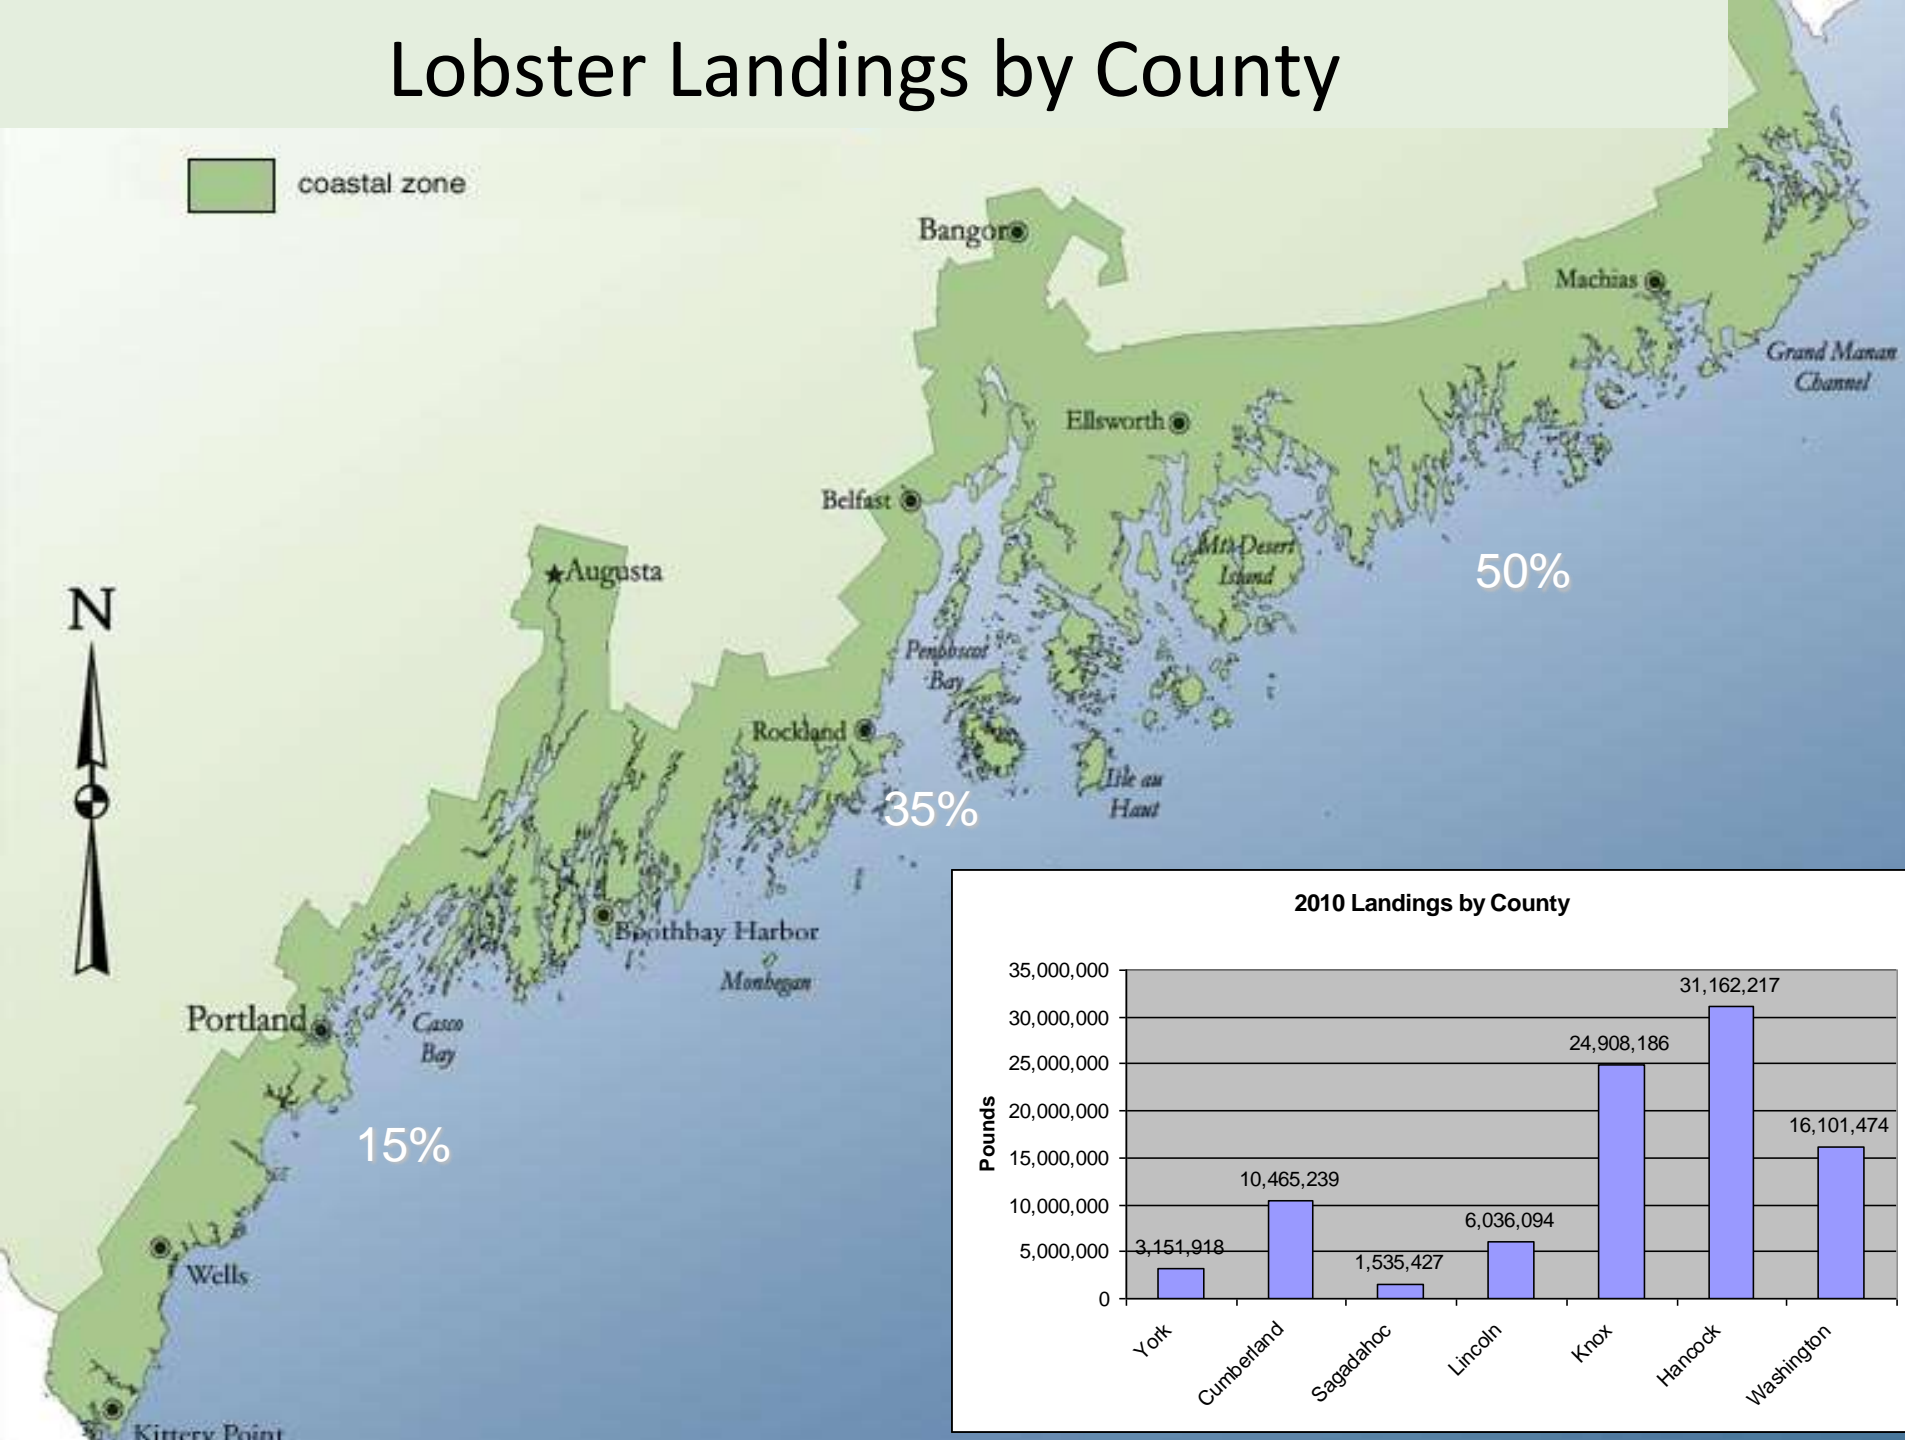 Lobster Landings by County
coastal zone
Bangor
Machias
Grand Manan
Channel
Ellsworth
Belfast
Mt. Desert
Island
50%
Augusta
N
Penobscot
Bay
Rockland
Isle au
Haut
35%
Boothbay Harbor
Monhegan
Portland
Casco
Bay
15%
Wells
Kittery Point
2010 Landings by County
Pounds
35,000,000
30,000,000
25,000,000
20,000,000
15,000,000
10,000,000
5,000,000
0
3,151,918
10,465,239
1,535,427
6,036,094
24,908,186
31,162,217
16,101,474
York
Cumberland
Sagadahoc
Lincoln
Knox
Hancock
Washington